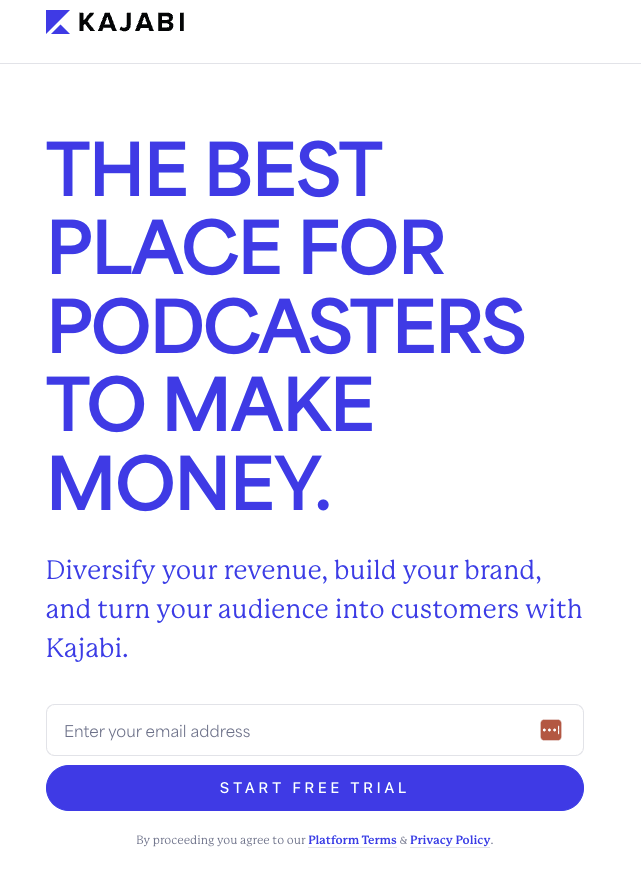 KAJABI
THE BEST
PLACE FOR
PODCASTERS
TO MAKE
MONEY.
Diversify your revenue, build your brand,
and turn your audience into customers with
Kajabi.
Enter your email address
START FREE TRIAL
By proceeding you agree to our Platform Terms & Privacy Policy.